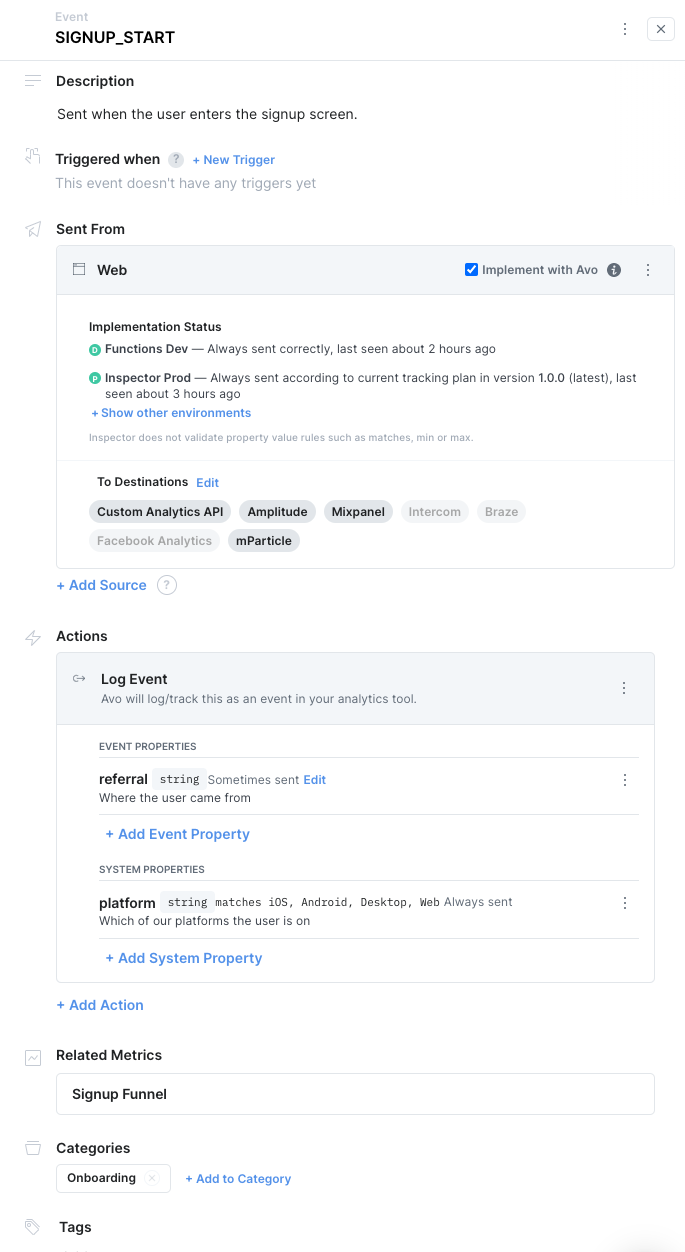 Event
SIGNUP_START
Description
Sent when the user enters the signup screen.
Triggered when ? + New Trigger
This event doesn't have any triggers yet
Sent From
Web Implement with Avo i
Implementation Status
D Functions Dev — Always sent correctly, last seen about 2 hours ago
P Inspector Prod — Always sent according to current tracking plan in version 1.0.0 (latest), last
seen about 3 hours ago
+ Show other environments
Inspector does not validate property value rules such as matches, min or max.
To Destinations Edit
Custom Analytics API Amplitude Mixpanel Intercom Braze
Facebook Analytics mParticle
+ Add Source ?
Actions
Log Event
Avo will log/track this as an event in your analytics tool.
EVENT PROPERTIES
referral string Sometimes sent Edit
Where the user came from
+ Add Event Property
SYSTEM PROPERTIES
platform string matches iOS, Android, Desktop, Web Always sent
Which of our platforms the user is on
+ Add System Property
+ Add Action
Related Metrics
Signup Funnel
Categories
Onboarding × + Add to Category
Tags